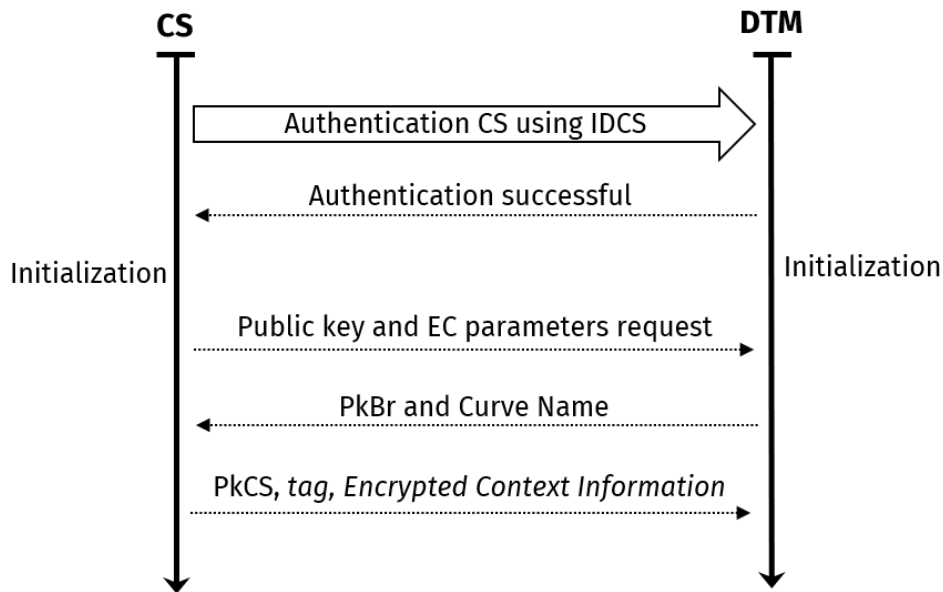 CS
DTM
Authentication CS using IDCS
Authentication successful
Initialization
Initialization
Public key and EC parameters request
PkBr and Curve Name
PkCS, tag, Encrypted Context Information